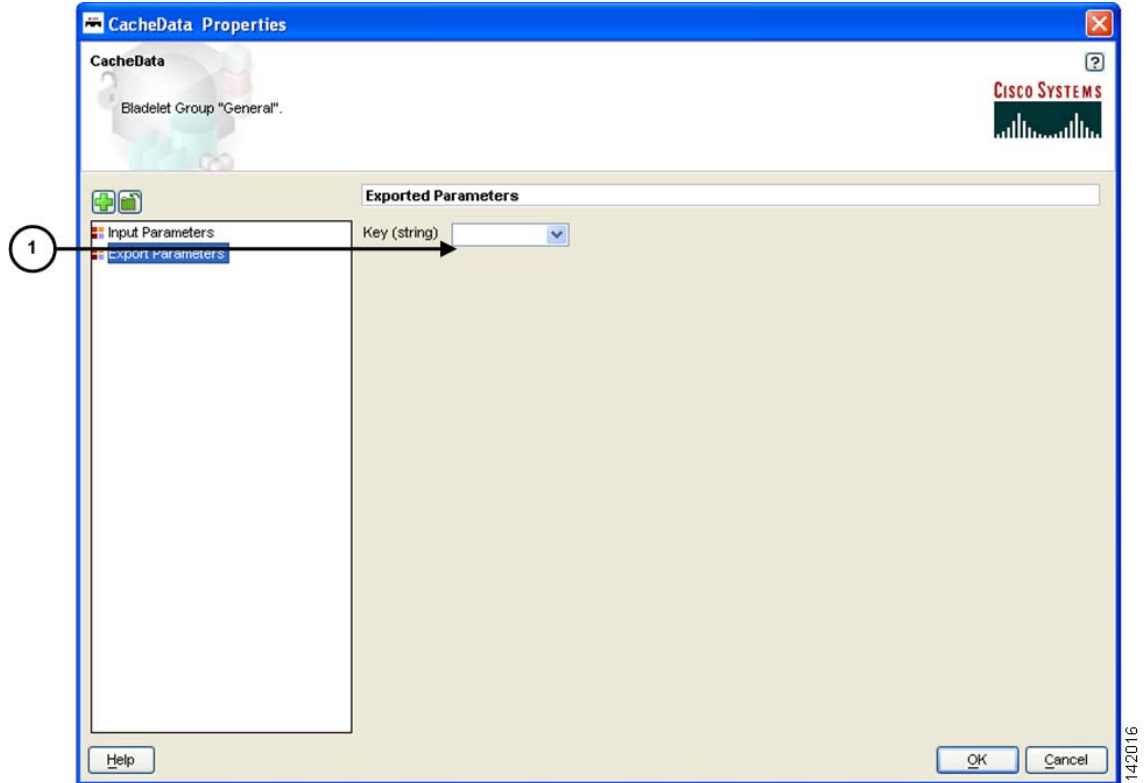 CacheData Properties
CacheData
?
Bladelet Group "General".
CISCO SYSTEMS
Exported Parameters
Input Parameters
Key (string)
1
Export Parameters
Help
OK
Cancel
142016